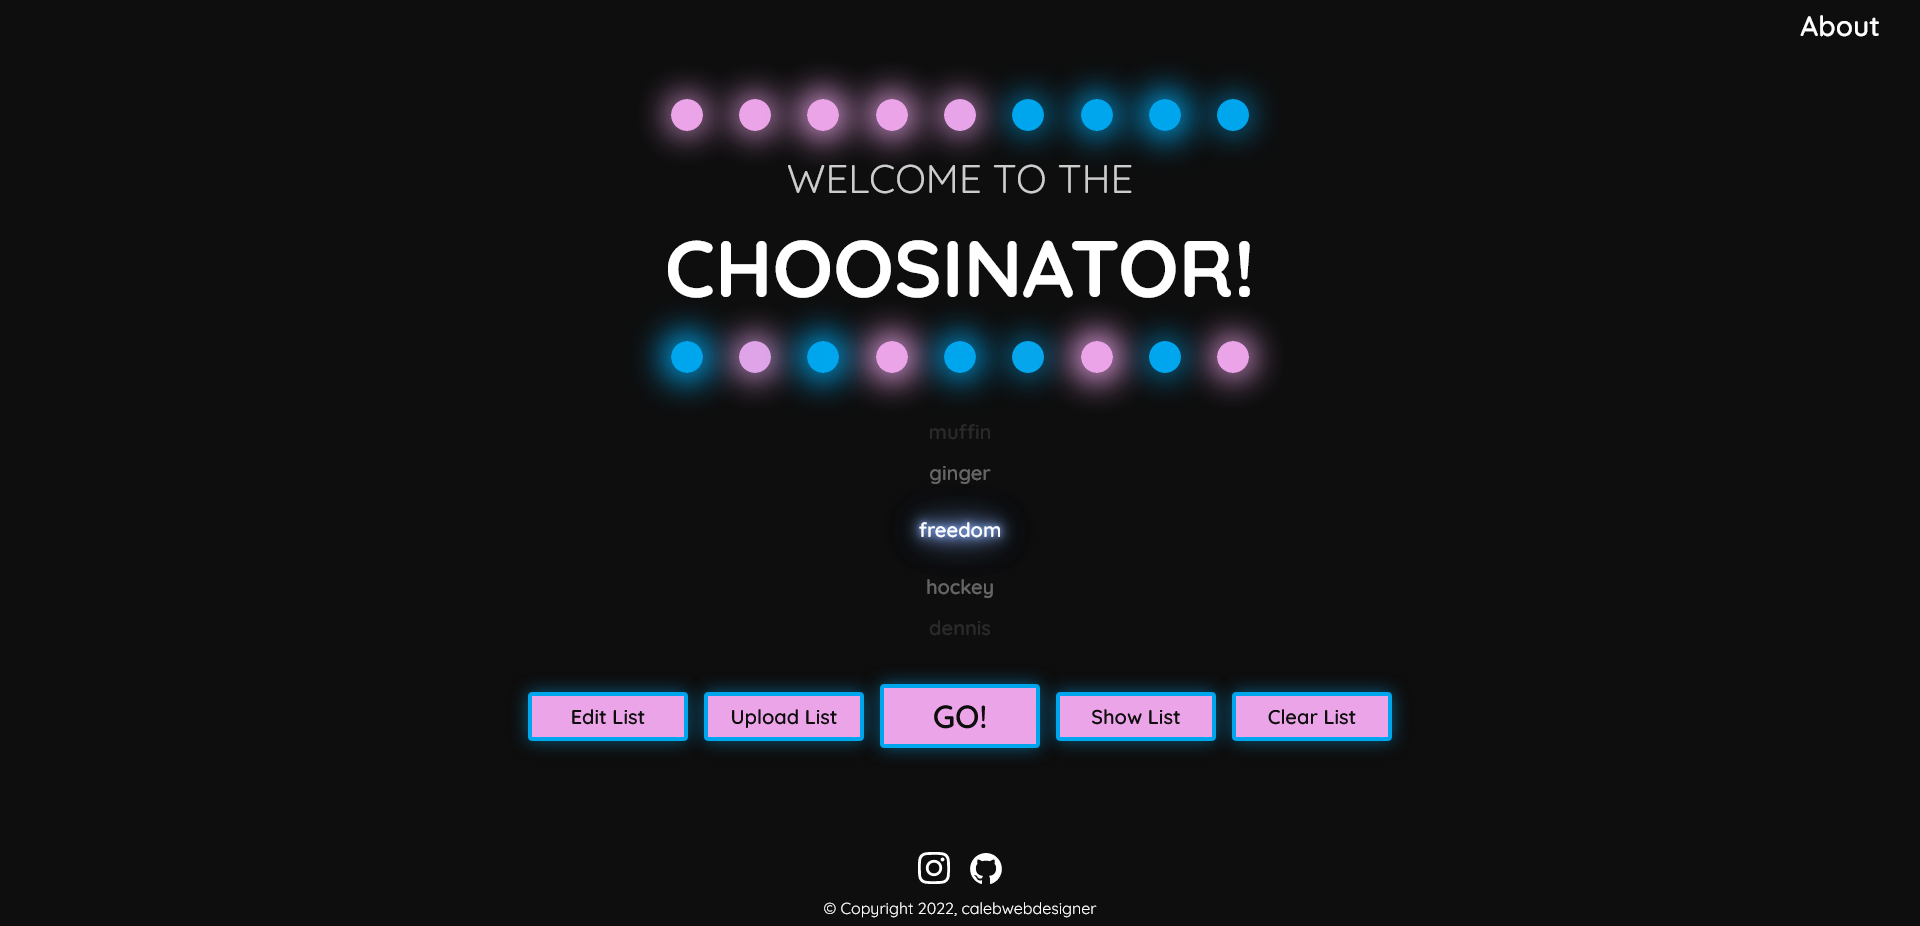 About
WELCOME TO THE
CHOOSINATOR!
muffin
ginger
freedom
hockey
dennis
Edit List
Upload List
GO!
Show List
Clear List
© Copyright 2022, calebwebdesigner